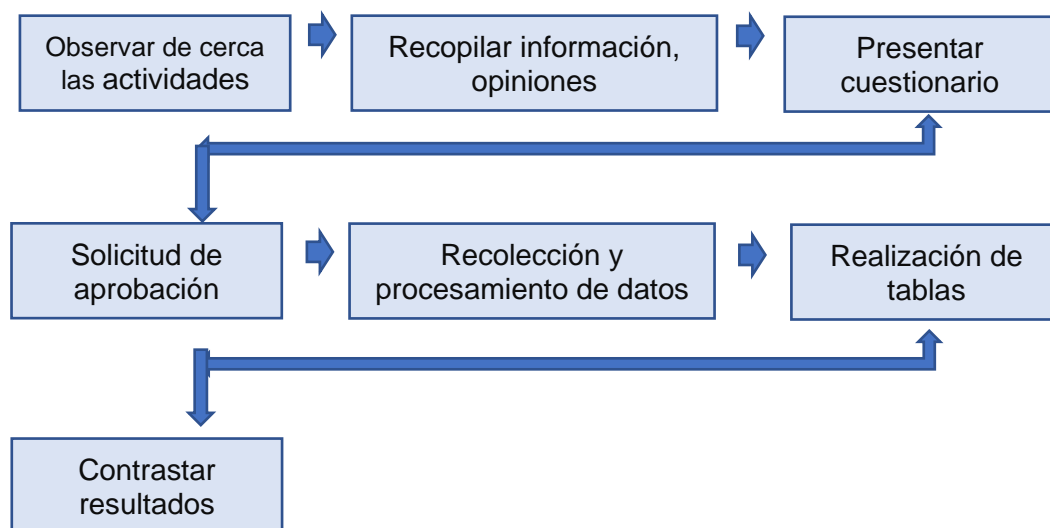 Observar de cerca
las actividades
Recopilar información,
opiniones
Presentar
cuestionario
Solicitud de
aprobación
Recolección y
procesamiento de datos
Realización de
tablas
Contrastar
resultados